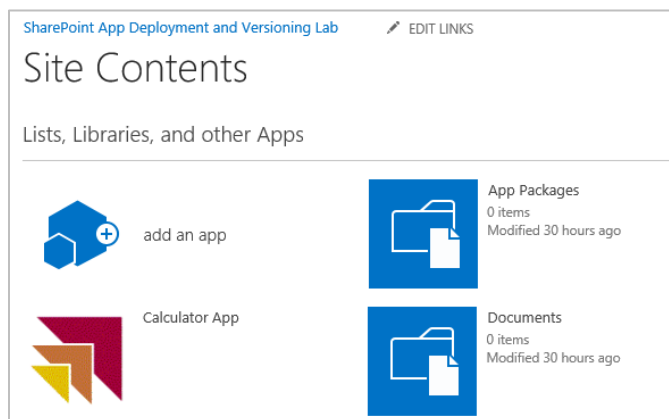 SharePoint App Deployment and Versioning Lab
EDIT LINKS
Site Contents
Lists, Libraries, and other Apps
add an app
App Packages
0 items
Modified 30 hours ago
Calculator App
Documents
0 items
Modified 30 hours ago